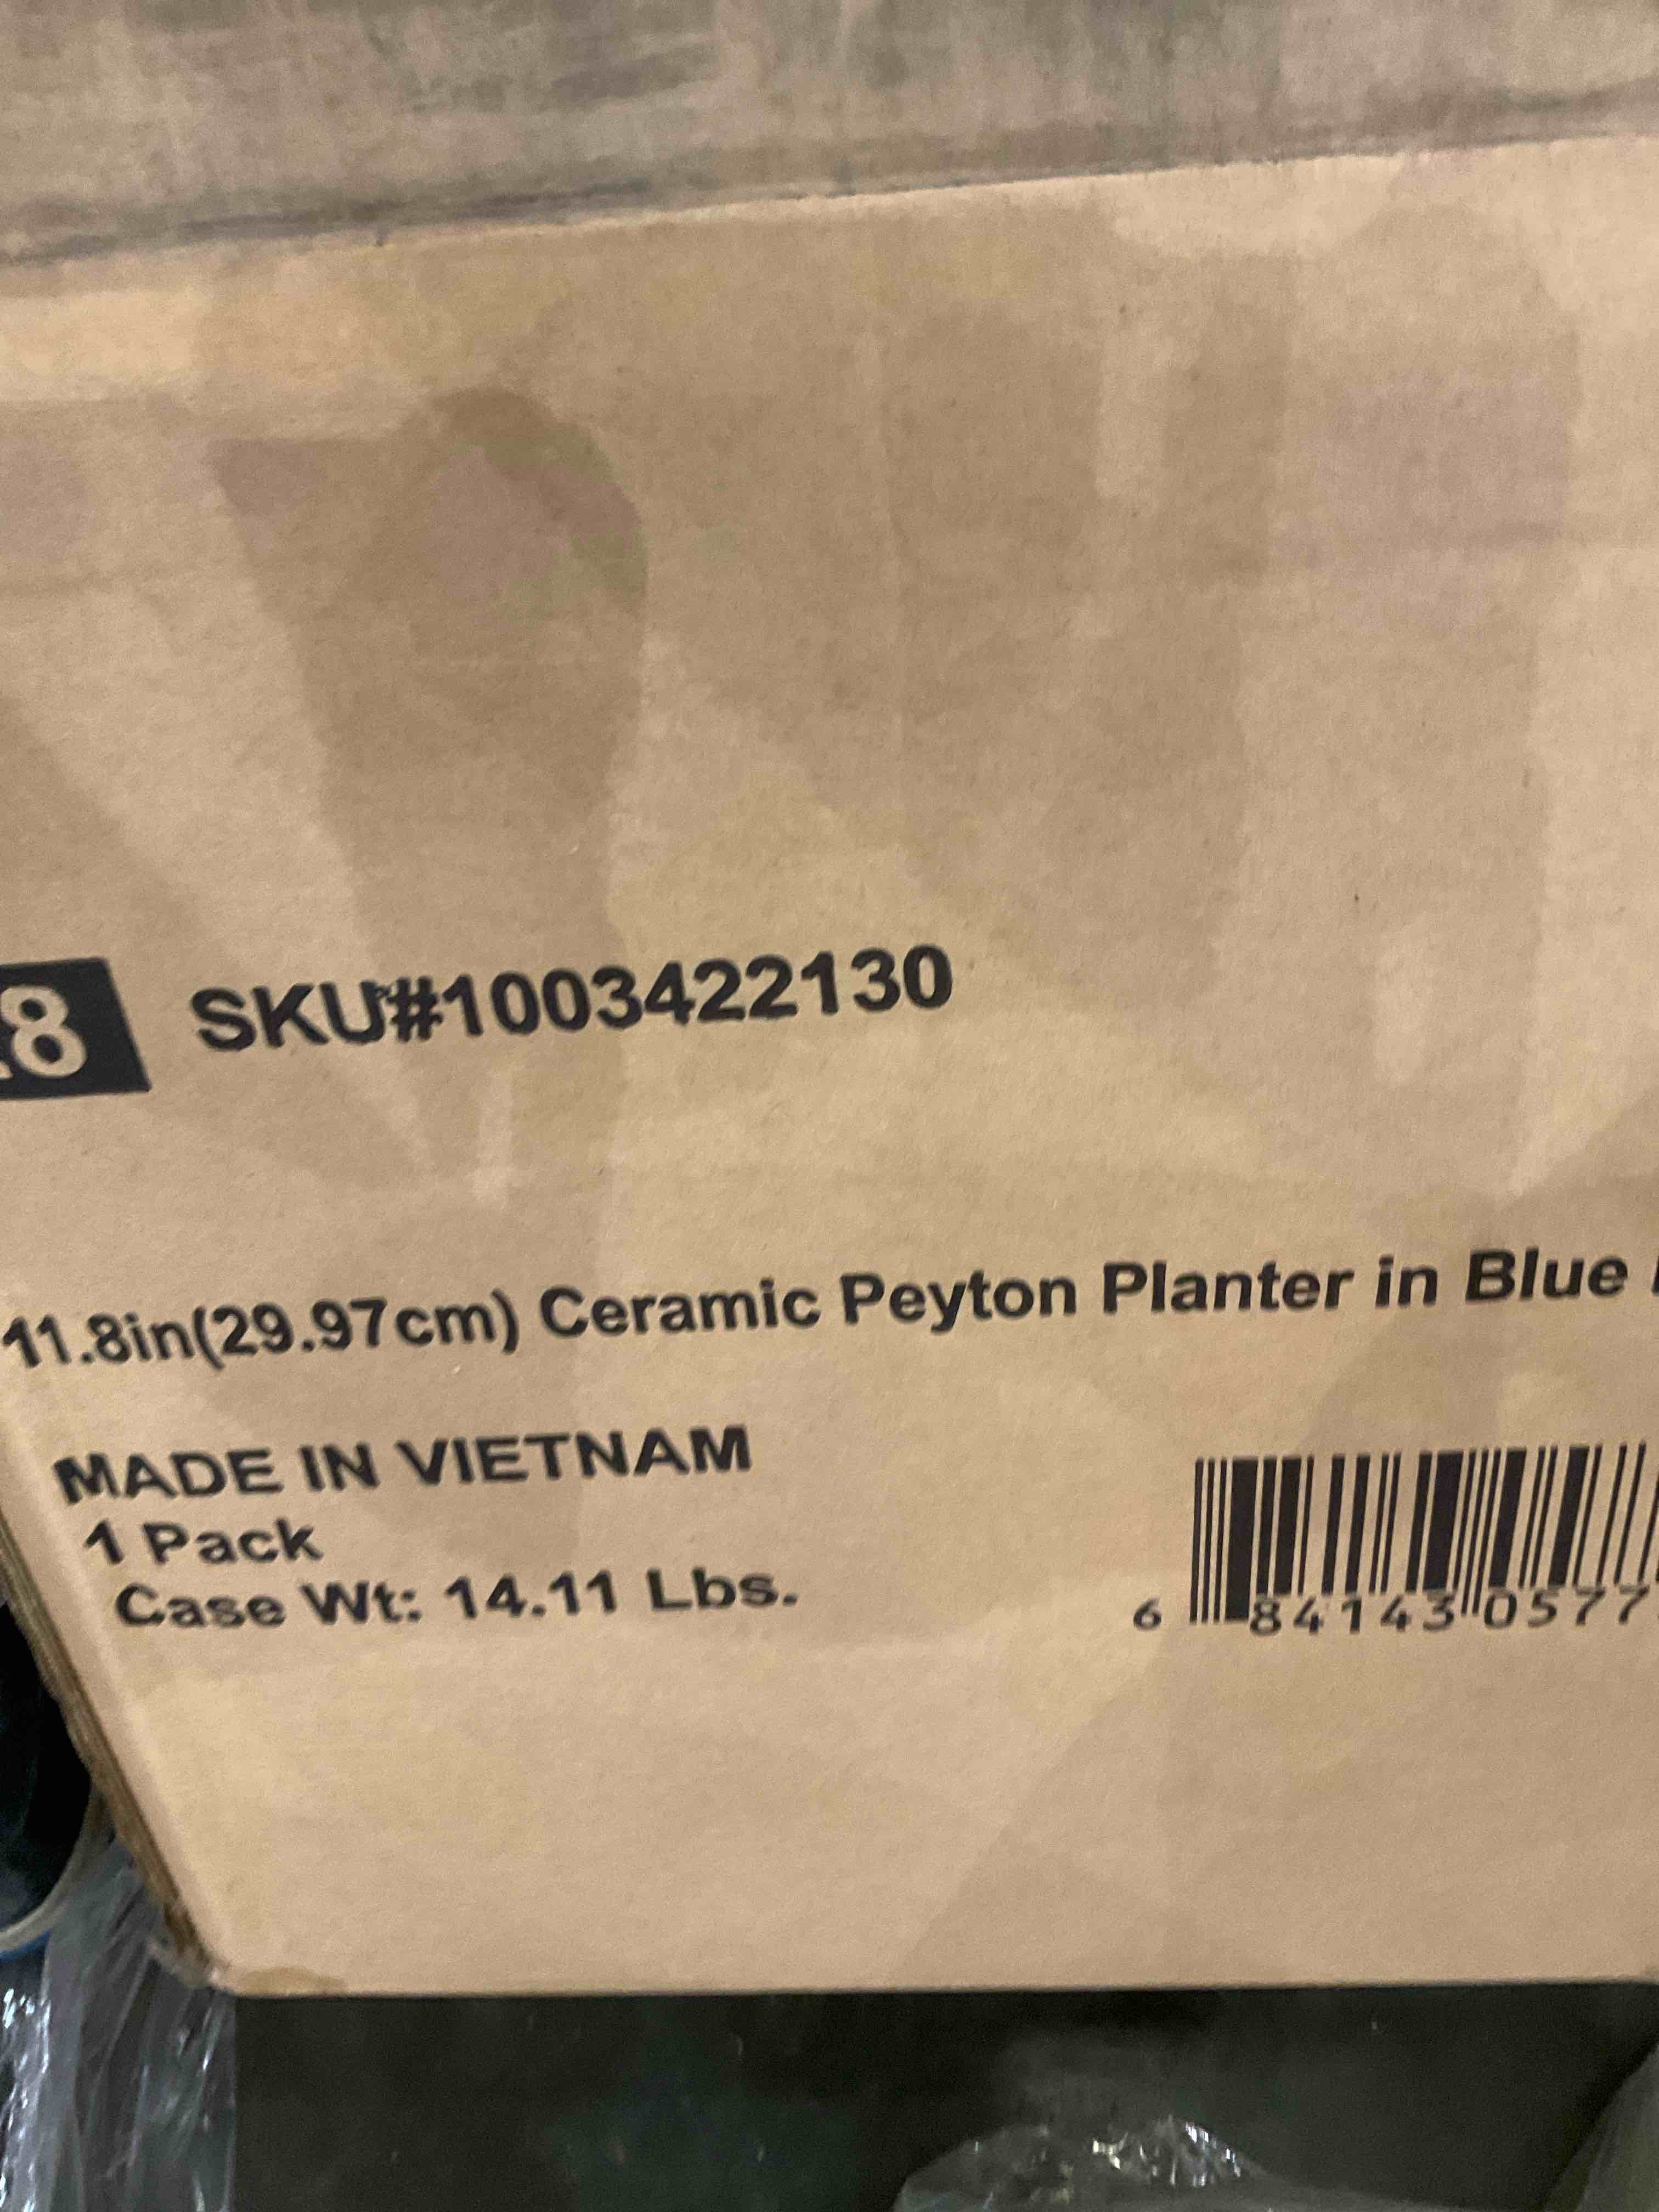 8 SKU#1003422130
11.8in(29.97cm) Ceramic Peyton Planter in Blue
MADE IN VIETNAM
1 Pack
Case Wt: 14.11 Lbs.
6 84143 0577